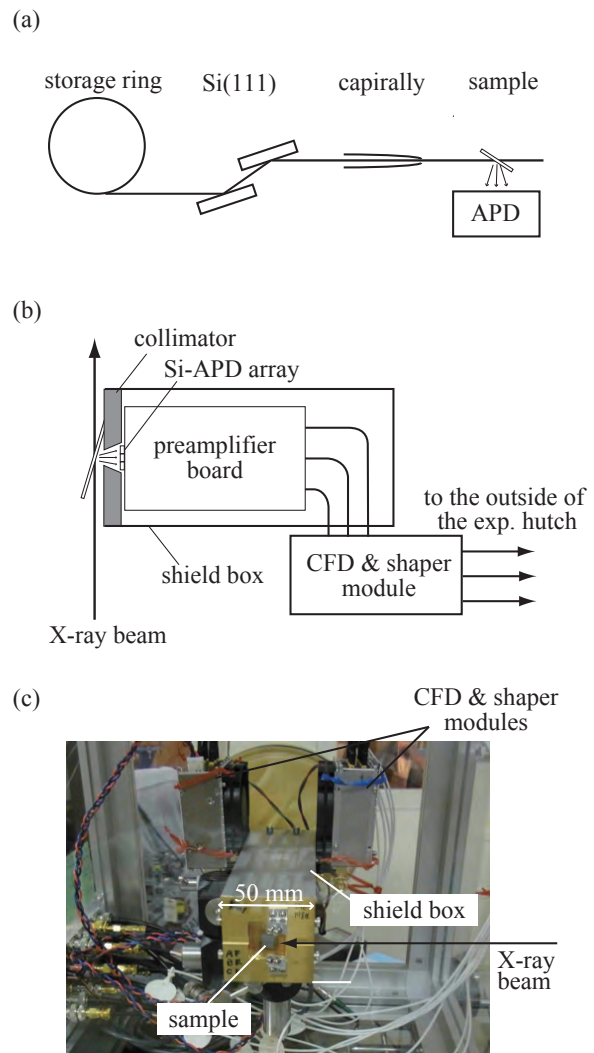 (a)
storage ring
Si(111)
capirally
sample
APD
(b)
collimator
Si-APD array
preamplifier
board
to the outside of
the exp. hutch
shield box
CFD & shaper
module
X-ray beam
(c)
CFD & shaper
modules
50 mm
shield box
X-ray
beam
sample